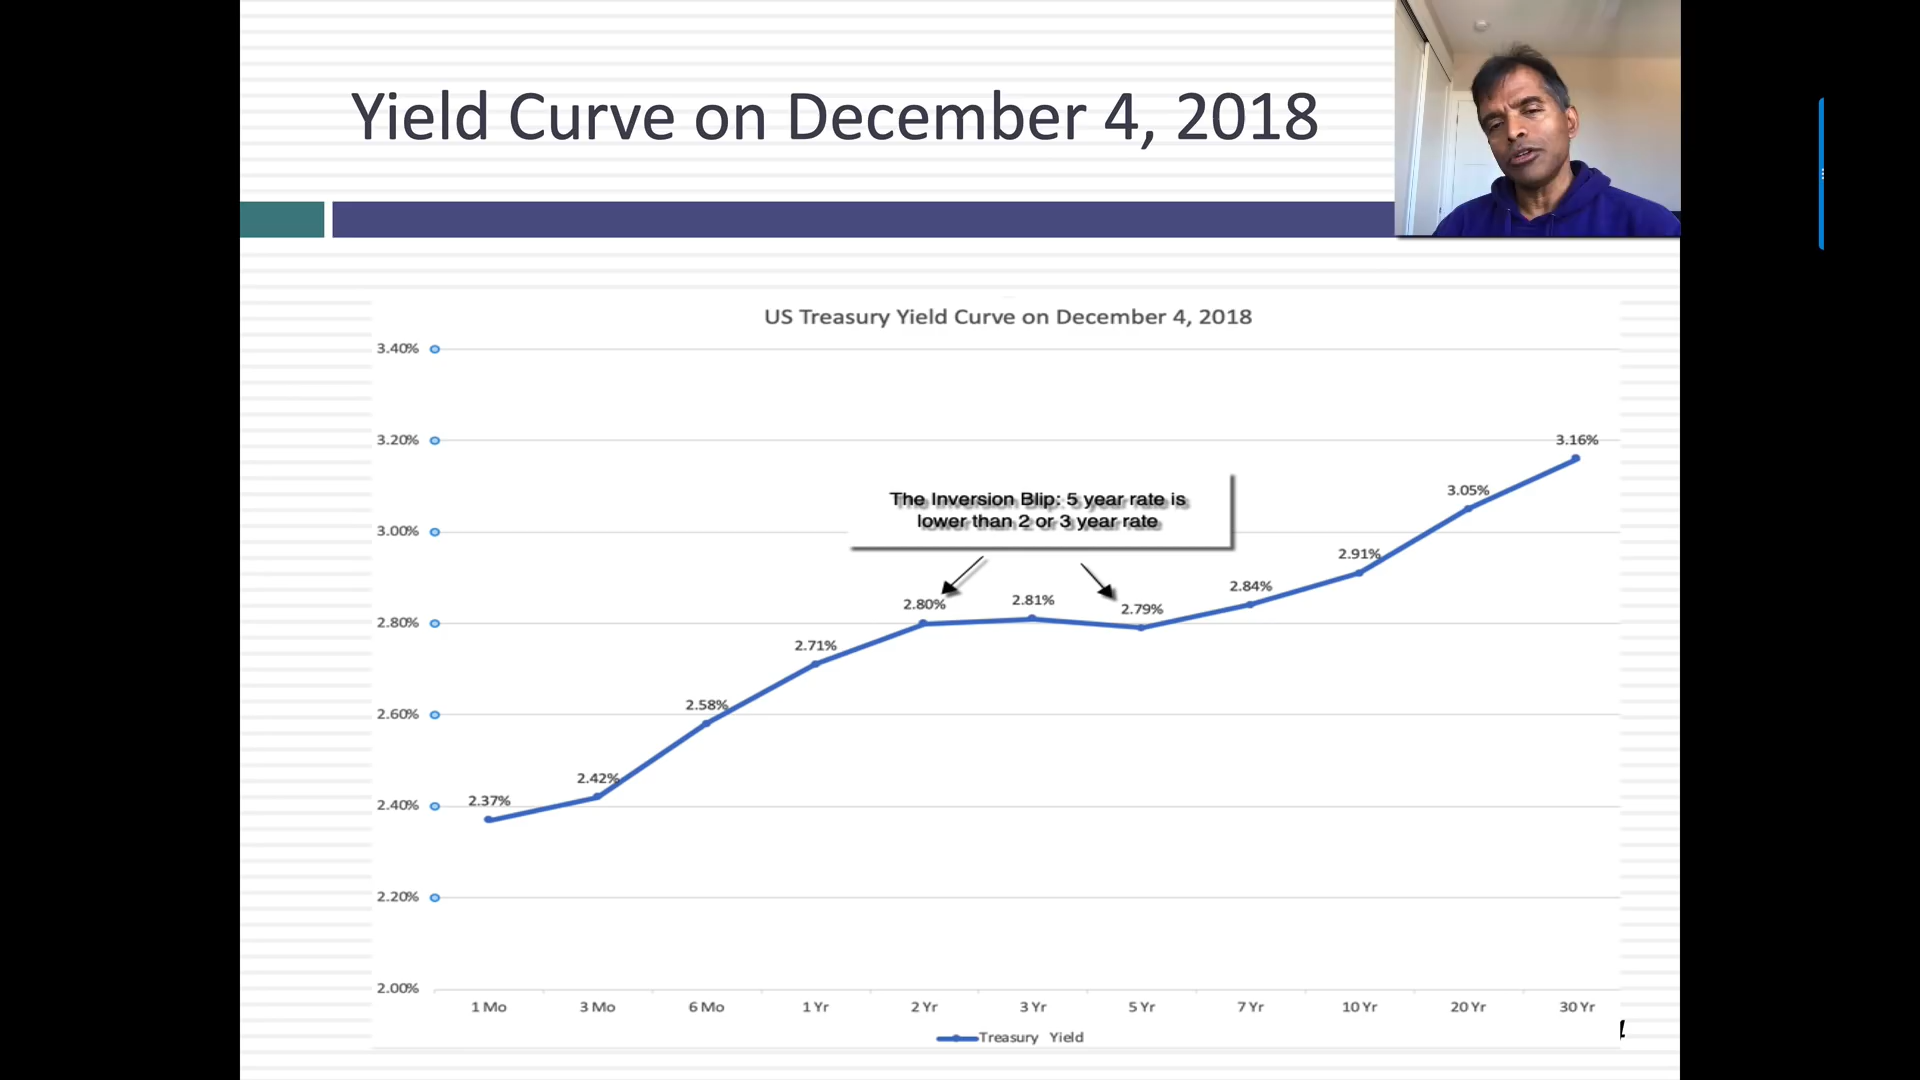 Yield Curve on December 4, 2018
US Treasury Yield Curve on December 4, 2018
3.40%
3.20%
3.00%
2.80%
2.60%
2.40%
2.20%
2.00%
The Inversion Blip: 5 year rate is
lower than 2 or 3 year rate
2.37%
2.42%
2.58%
2.71%
2.80%
2.81%
2.79%
2.84%
2.91%
3.05%
3.16%
1 Mo
3 Mo
6 Mo
1 Yr
2 Yr
3 Yr
5 Yr
7 Yr
10 Yr
20 Yr
30 Yr
Treasury Yield